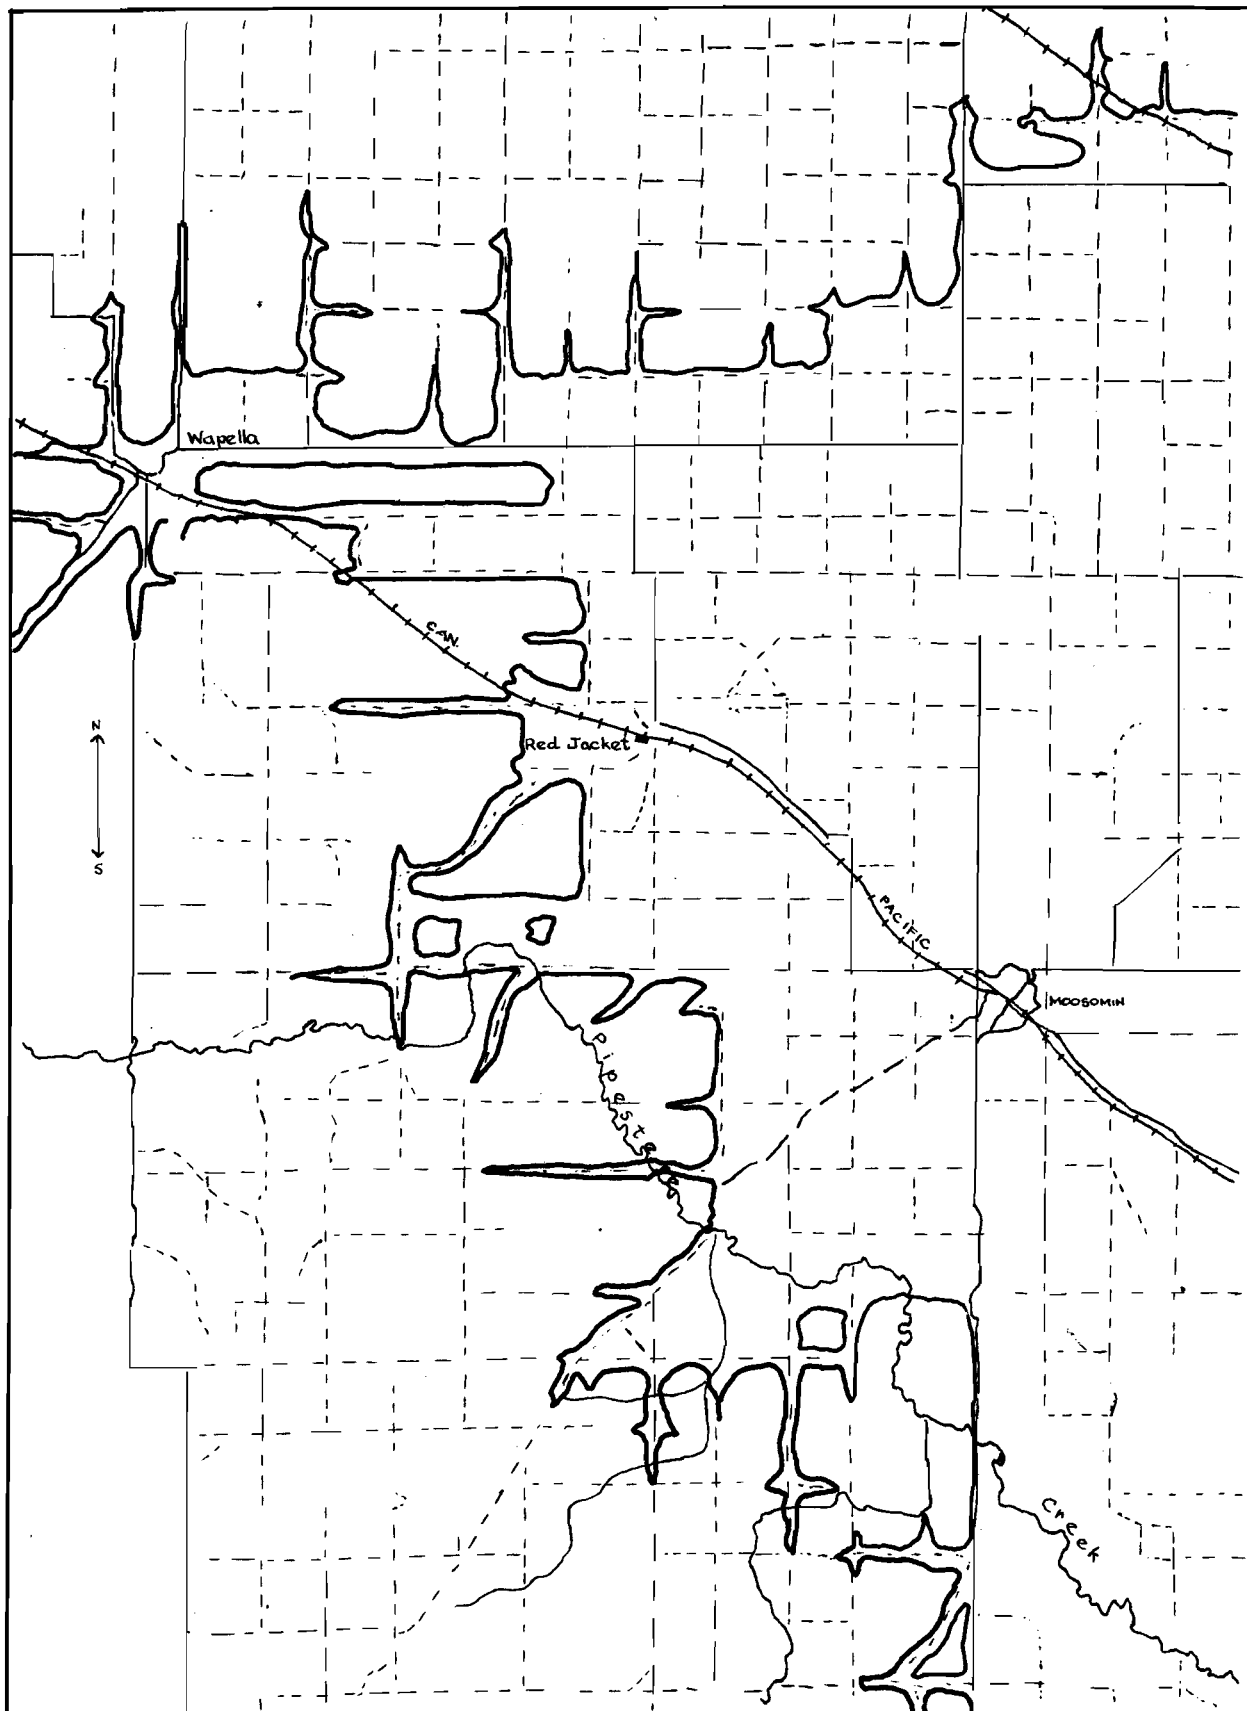 Wapella
CAN.
N
Red Jacket
S
PACIFIC
MOOSOMIN
Pipestone
Creek